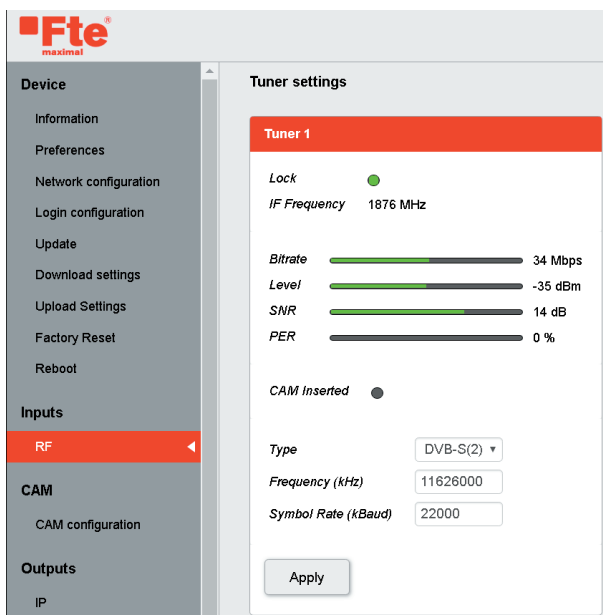 Fte®
maximal
Device
Information
Preferences
Network configuration
Login configuration
Update
Download settings
Upload Settings
Factory Reset
Reboot
Inputs
RF
CAM
CAM configuration
Outputs
IP
Tuner settings
Tuner 1
Lock
IF Frequency 1876 MHz
Bitrate 34 Mbps
Level -35 dBm
SNR 14 dB
PER 0 %
CAM Inserted
Type DVB-S(2)
Frequency (kHz) 11626000
Symbol Rate (kBaud) 22000
Apply